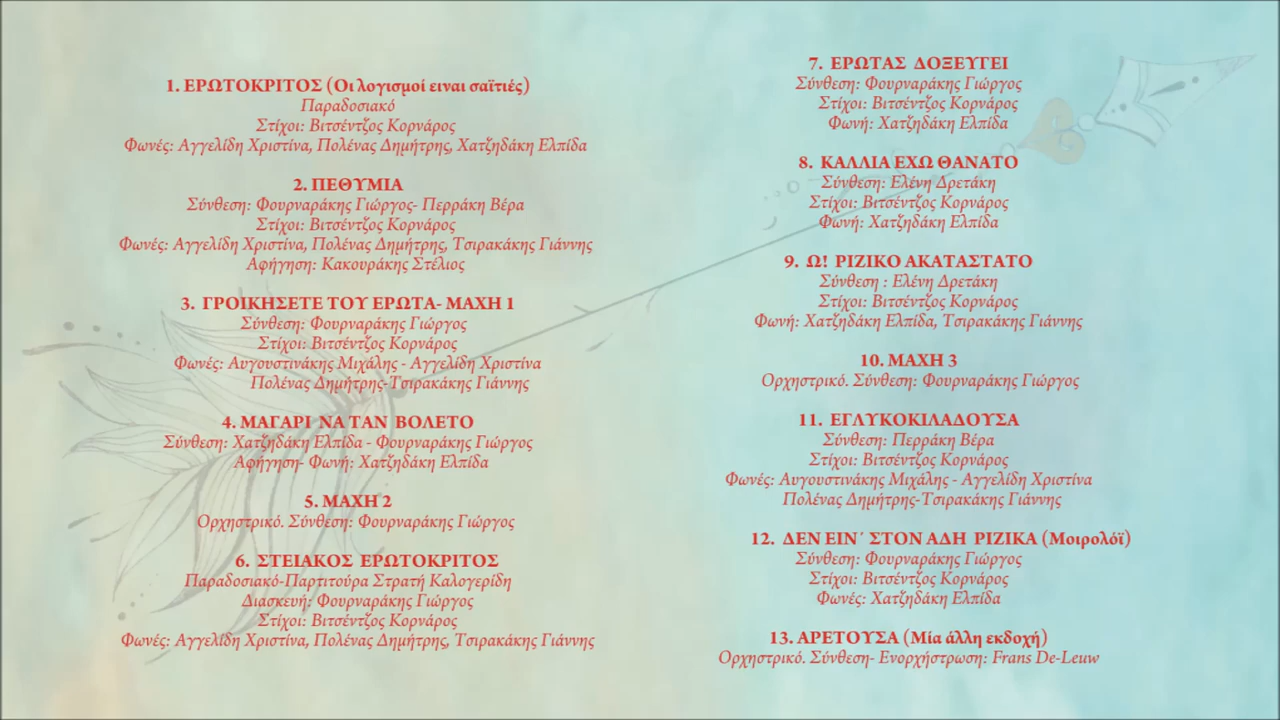 1. ΕΡΩΤΟΚΡΙΤΟΣ (Οι λογισμοί ειναι σαϊτιές)
Παραδοσιακό
Στίχοι: Βιτσέντζος Κορνάρος
Φωνές: Αγγελίδη Χριστίνα, Πολένας Δημήτρης, Χατζηδάκη Ελπίδα
2. ΠΕΘΥΜΙΑ
Σύνθεση: Φουρναράκης Γιώργος- Περράκη Βέρα
Στίχοι: Βιτσέντζος Κορνάρος
Φωνές: Αγγελίδη Χριστίνα, Πολένας Δημήτρης, Τσιρακάκης Γιάννης
Αφήγηση: Κακουράκης Στέλιος
3. ΓΡΟΙΚΗΣΕΤΕ ΤΟΥ ΕΡΩΤΑ- ΜΑΧΗ 1
Σύνθεση: Φουρναράκης Γιώργος
Στίχοι: Βιτσέντζος Κορνάρος
Φωνές: Αυγουστινάκης Μιχάλης - Αγγελίδη Χριστίνα
Πολένας Δημήτρης-Τσιρακάκης Γιάννης
4. ΜΑΓΑΡΙ ΝΑ ΤΑΝ ΒΟΛΕΤΟ
Σύνθεση: Χατζηδάκη Ελπίδα - Φουρναράκης Γιώργος
Αφήγηση- Φωνή: Χατζηδάκη Ελπίδα
5. ΜΑΧΗ 2
Ορχηστρικό. Σύνθεση: Φουρναράκης Γιώργος
6. ΣΤΕΙΑΚΟΣ ΕΡΩΤΟΚΡΙΤΟΣ
Παραδοσιακό-Παρτιτούρα Στρατή Καλογερίδη
Διασκευή: Φουρναράκης Γιώργος
Στίχοι: Βιτσέντζος Κορνάρος
Φωνές: Αγγελίδη Χριστίνα, Πολένας Δημήτρης, Τσιρακάκης Γιάννης
7. ΕΡΩΤΑΣ ΔΟΞΕΥΤΕΙ
Σύνθεση: Φουρναράκης Γιώργος
Στίχοι: Βιτσέντζος Κορνάρος
Φωνή: Χατζηδάκη Ελπίδα
8. ΚΑΛΛΙΑ ΕΧΩ ΘΑΝΑΤΟ
Σύνθεση: Ελένη Δρετάκη
Στίχοι: Βιτσέντζος Κορνάρος
Φωνή: Χατζηδάκη Ελπίδα
9. Ω! ΡΙΖΙΚΟ ΑΚΑΤΑΣΤΑΤΟ
Σύνθεση : Ελένη Δρετάκη
Στίχοι: Βιτσέντζος Κορνάρος
Φωνή: Χατζηδάκη Ελπίδα, Τσιρακάκης Γιάννης
10. ΜΑΧΗ 3
Ορχηστρικό. Σύνθεση: Φουρναράκης Γιώργος
11. ΕΓΛΥΚΟΚΙΛΑΔΟΥΣΑ
Σύνθεση: Περράκη Βέρα
Στίχοι: Βιτσέντζος Κορνάρος
Φωνές: Αυγουστινάκης Μιχάλης - Αγγελίδη Χριστίνα
Πολένας Δημήτρης-Τσιρακάκης Γιάννης
12. ΔΕΝ ΕΙΝ΄ ΣΤΟΝ ΑΔΗ ΡΙΖΙΚΑ (Μοιρολόϊ)
Σύνθεση: Φουρναράκης Γιώργος
Στίχοι: Βιτσέντζος Κορνάρος
Φωνές: Χατζηδάκη Ελπίδα
13. ΑΡΕΤΟΥΣΑ (Μία άλλη εκδοχή)
Ορχηστρικό. Σύνθεση- Ενορχήστρωση: Frans De-Leuw